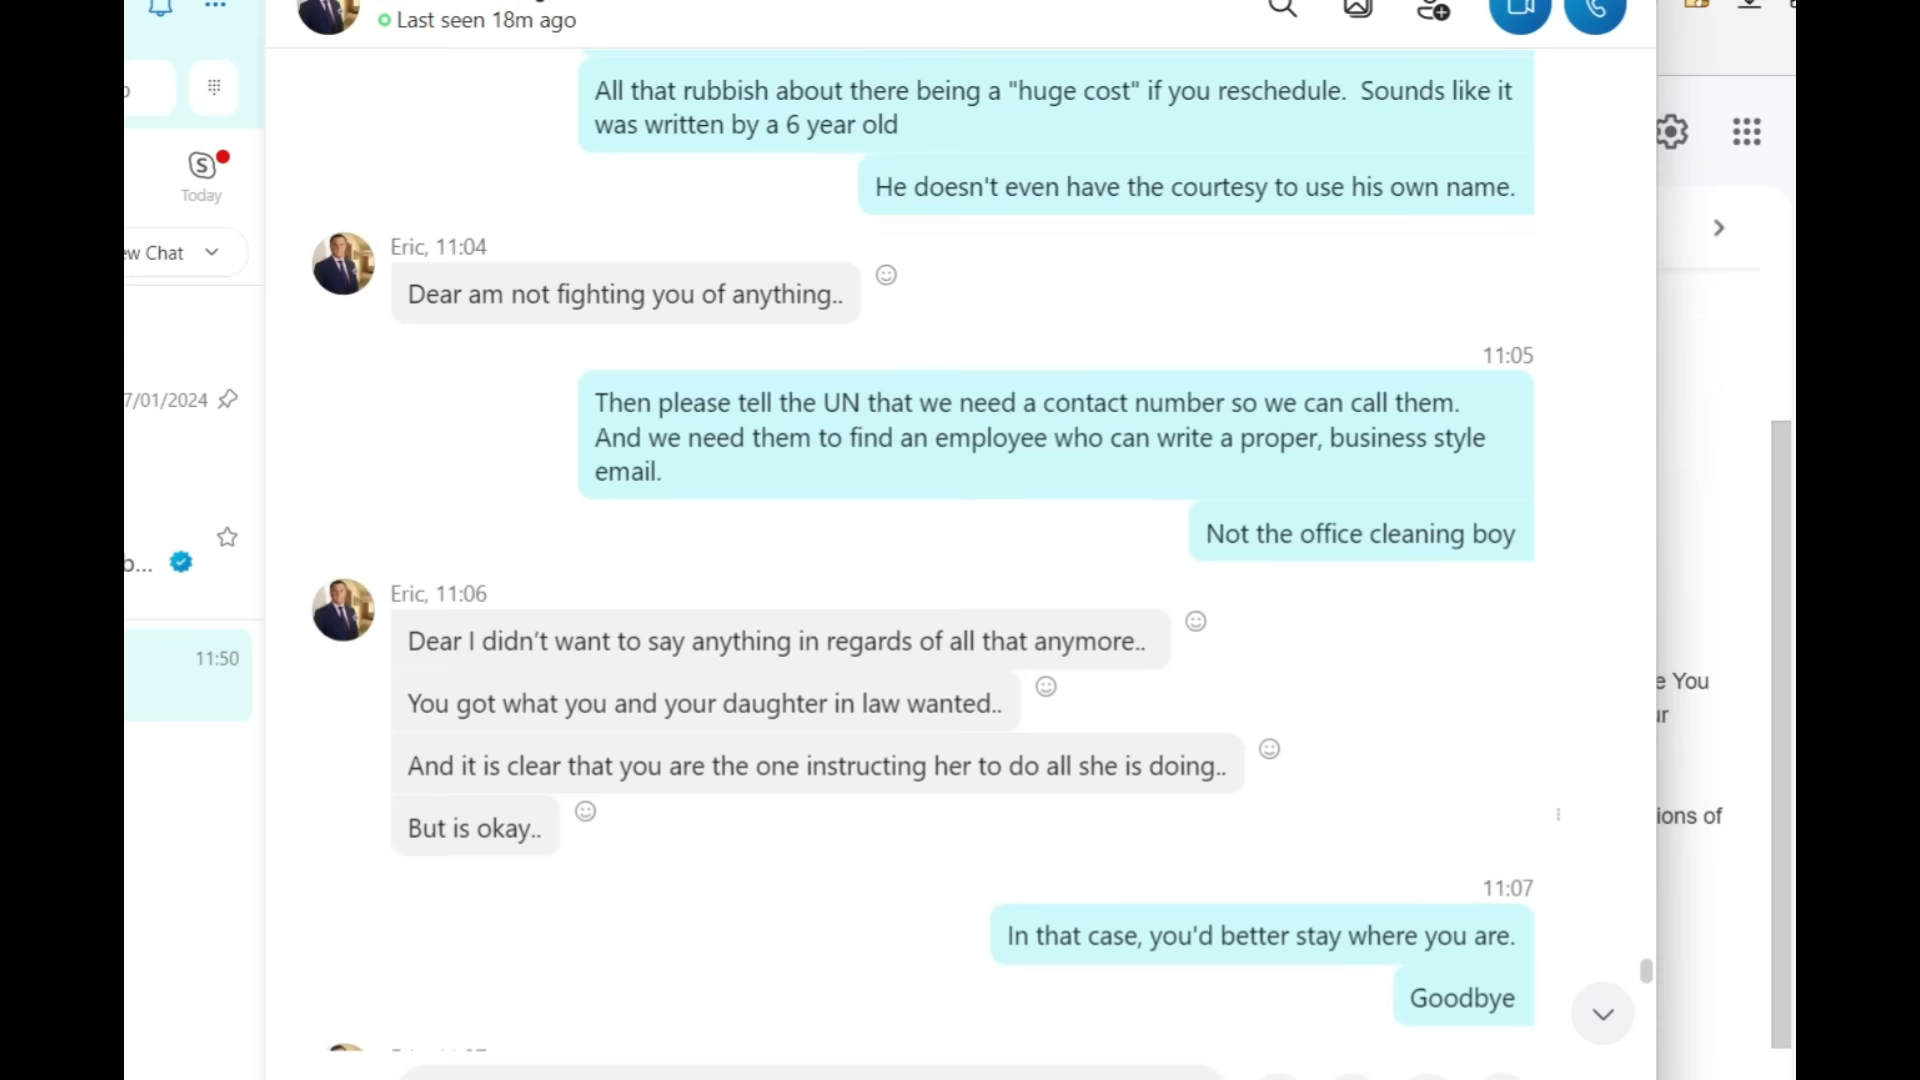 Last seen 18m ago
All that rubbish about there being a "huge cost" if you reschedule. Sounds like it
was written by a 6 year old
Today
He doesn't even have the courtesy to use his own name.
ew Chat
Eric, 11:04
Dear am not fighting you of anything..
11:05
7/01/2024
Then please tell the UN that we need a contact number so we can call them.
And we need them to find an employee who can write a proper, business style
email.
Not the office cleaning boy
b...
Eric, 11:06
Dear I didn't want to say anything in regards of all that anymore..
11:50
You got what you and your daughter in law wanted..
e You
ur
And it is clear that you are the one instructing her to do all she is doing..
But is okay..
ions of
11:07
In that case, you'd better stay where you are.
Goodbye